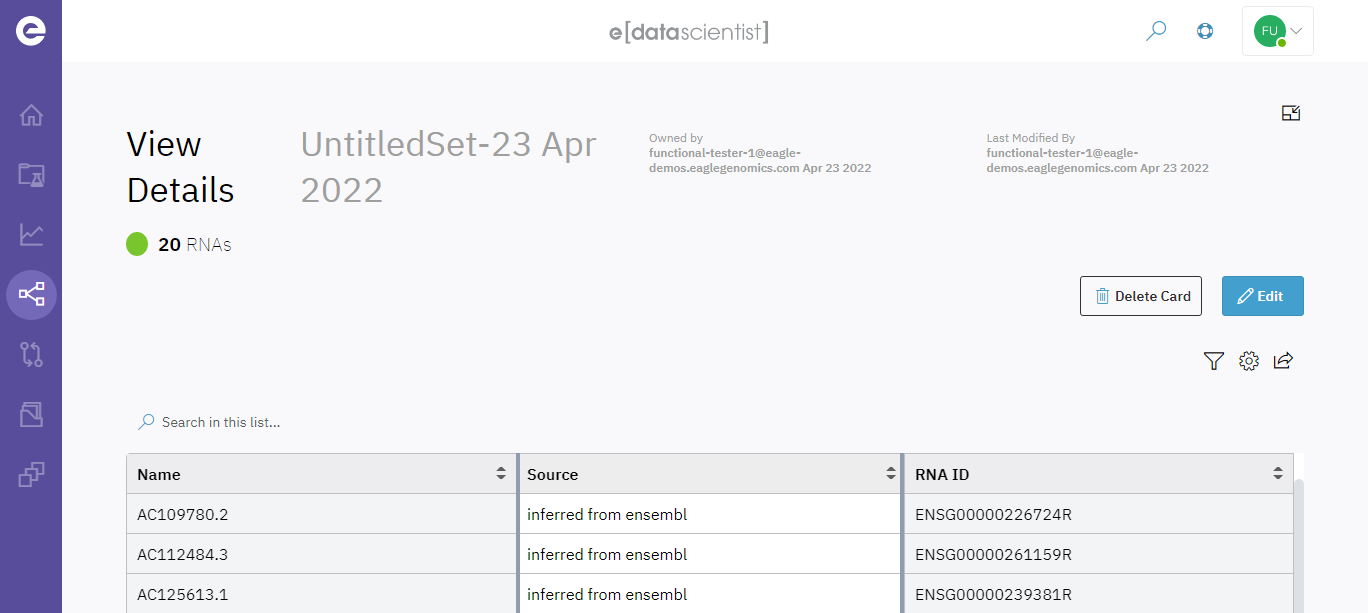 e[datascientist]
FU
View
Details
UntitledSet-23 Apr
2022
Owned by
functional-tester-1@eagle-
demos.eaglegenomics.com Apr 23 2022
Last Modified By
functional-tester-1@eagle-
demos.eaglegenomics.com Apr 23 2022
20 RNAs
Delete Card
Edit
Search in this list...
Name Source RNA ID
AC109780.2 inferred from ensembl ENSG00000226724R
AC112484.3 inferred from ensembl ENSG00000261159R
AC125613.1 inferred from ensembl ENSG00000239381R